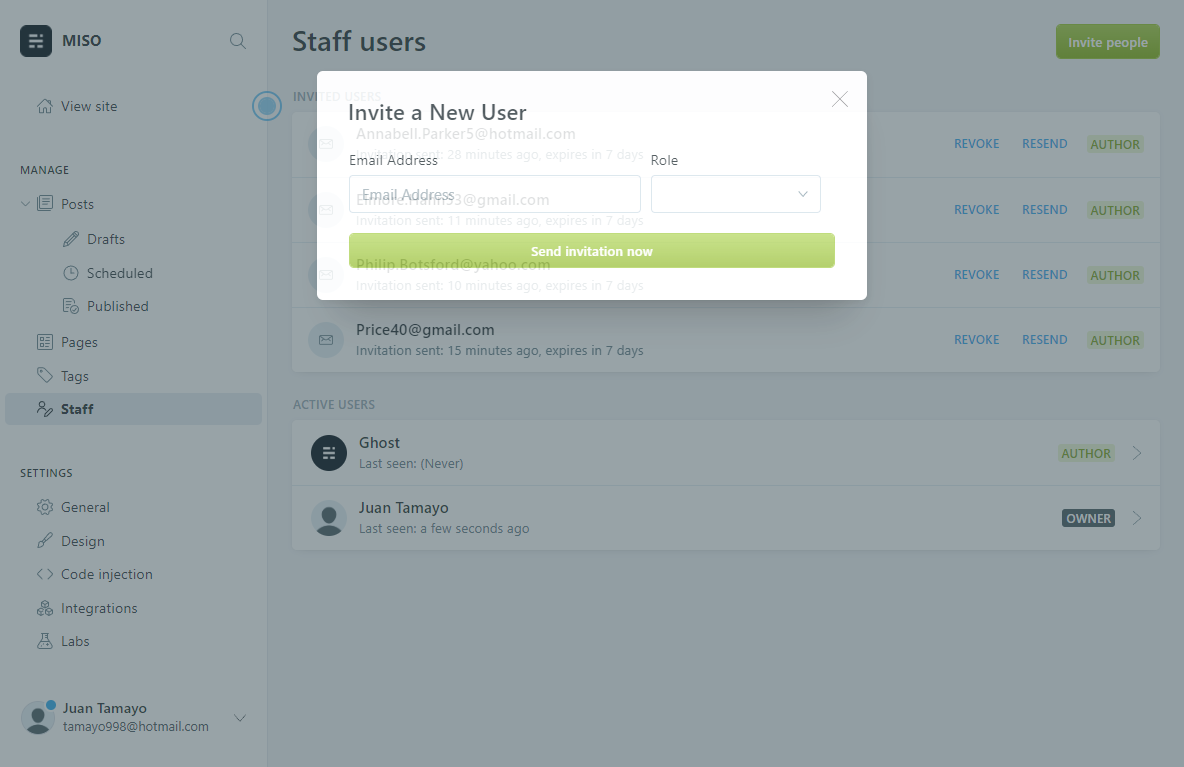 MISO
View site
MANAGE
Posts
Drafts
Scheduled
Published
Pages
Tags
Staff
SETTINGS
General
Design
Code injection
Integrations
Labs
Juan Tamayo
tamayo998@hotmail.com
Staff users
Invite people
INVITED USERS
Invite a New User
Annabell.Parker5@hotmail.com
Invitation sent: 28 minutes ago, expires in 7 days
REVOKE RESEND AUTHOR
Email Address Role
Email Address
Elmore.Hahn53@gmail.com
Invitation sent: 11 minutes ago, expires in 7 days
REVOKE RESEND AUTHOR
Send invitation now
Philip.Botsford@yahoo.com
Invitation sent: 10 minutes ago, expires in 7 days
REVOKE RESEND AUTHOR
Price40@gmail.com
Invitation sent: 15 minutes ago, expires in 7 days
REVOKE RESEND AUTHOR
ACTIVE USERS
Ghost
Last seen: (Never)
AUTHOR
Juan Tamayo
Last seen: a few seconds ago
OWNER